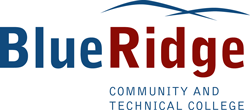 BlueRidge
COMMUNITY AND
TECHNICAL COLLEGE